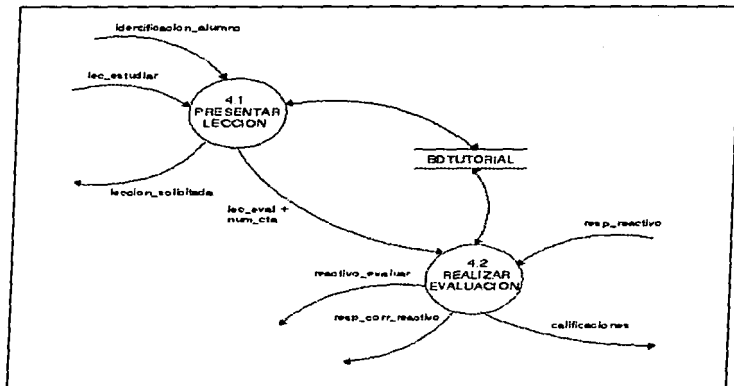 identificacion_alumno
lec_estudiar
4.1
PRESENTAR
LECCION
BDTUTORIAL
leccion_solicitada
lec_eval +
num_cta
resp_reactivo
4.2
REALIZAR
EVALUACION
reactivo_evaluar
resp_corr_reactivo
calificaciones